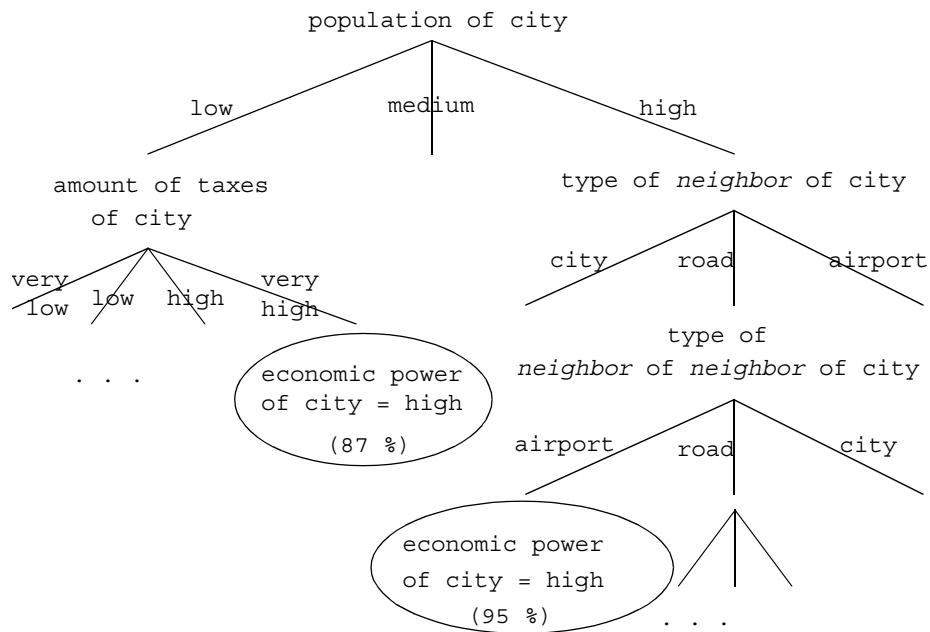 population of city
low
medium
high
amount of taxes
of city
type of neighbor of city
very
low
low
high
very
high
city
road
airport
type of
neighbor of neighbor of city
. . .
economic power
of city = high
(87 %)
airport
road
city
economic power
of city = high
(95 %)
. . .